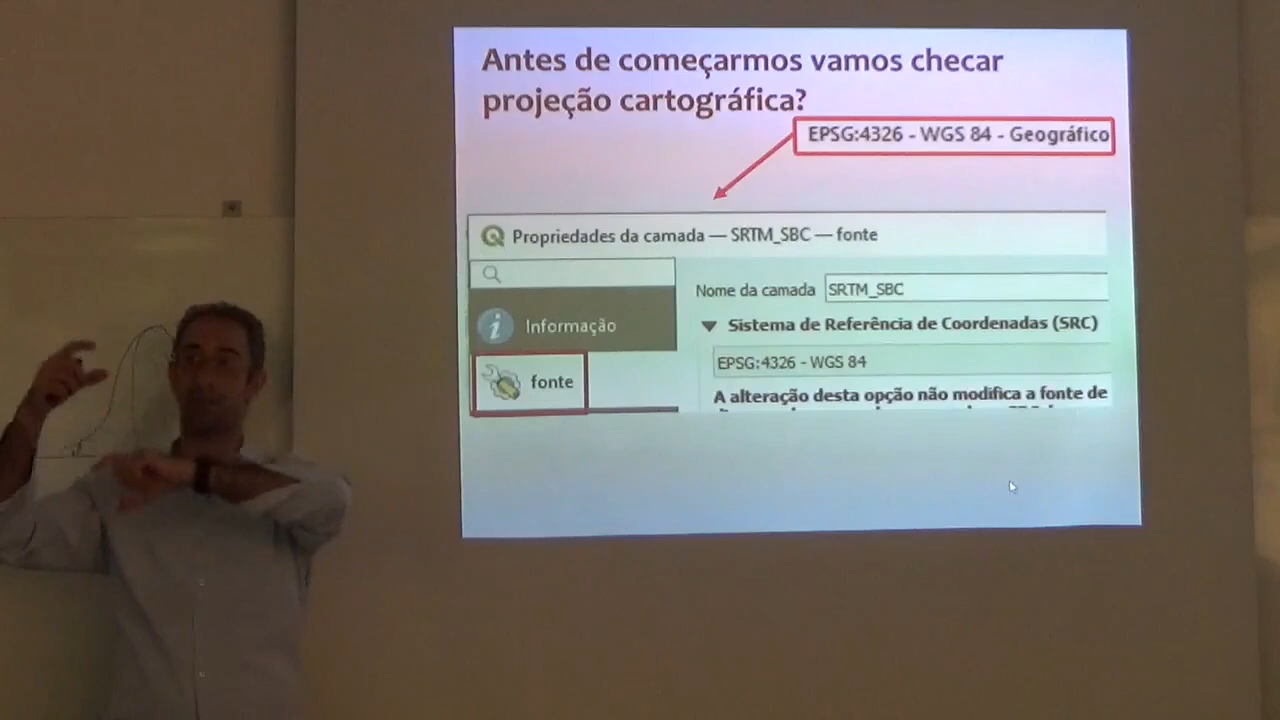 Antes de começarmos vamos checar
projeção cartográfica?
EPSG:4326 - WGS 84 - Geográfico
Propriedades da camada — SRTM_SBC — fonte
Nome da camada SRTM_SBC
Informação
Sistema de Referência de Coordenadas (SRC)
EPSG:4326 - WGS 84
fonte
A alteração desta opção não modifica a fonte de